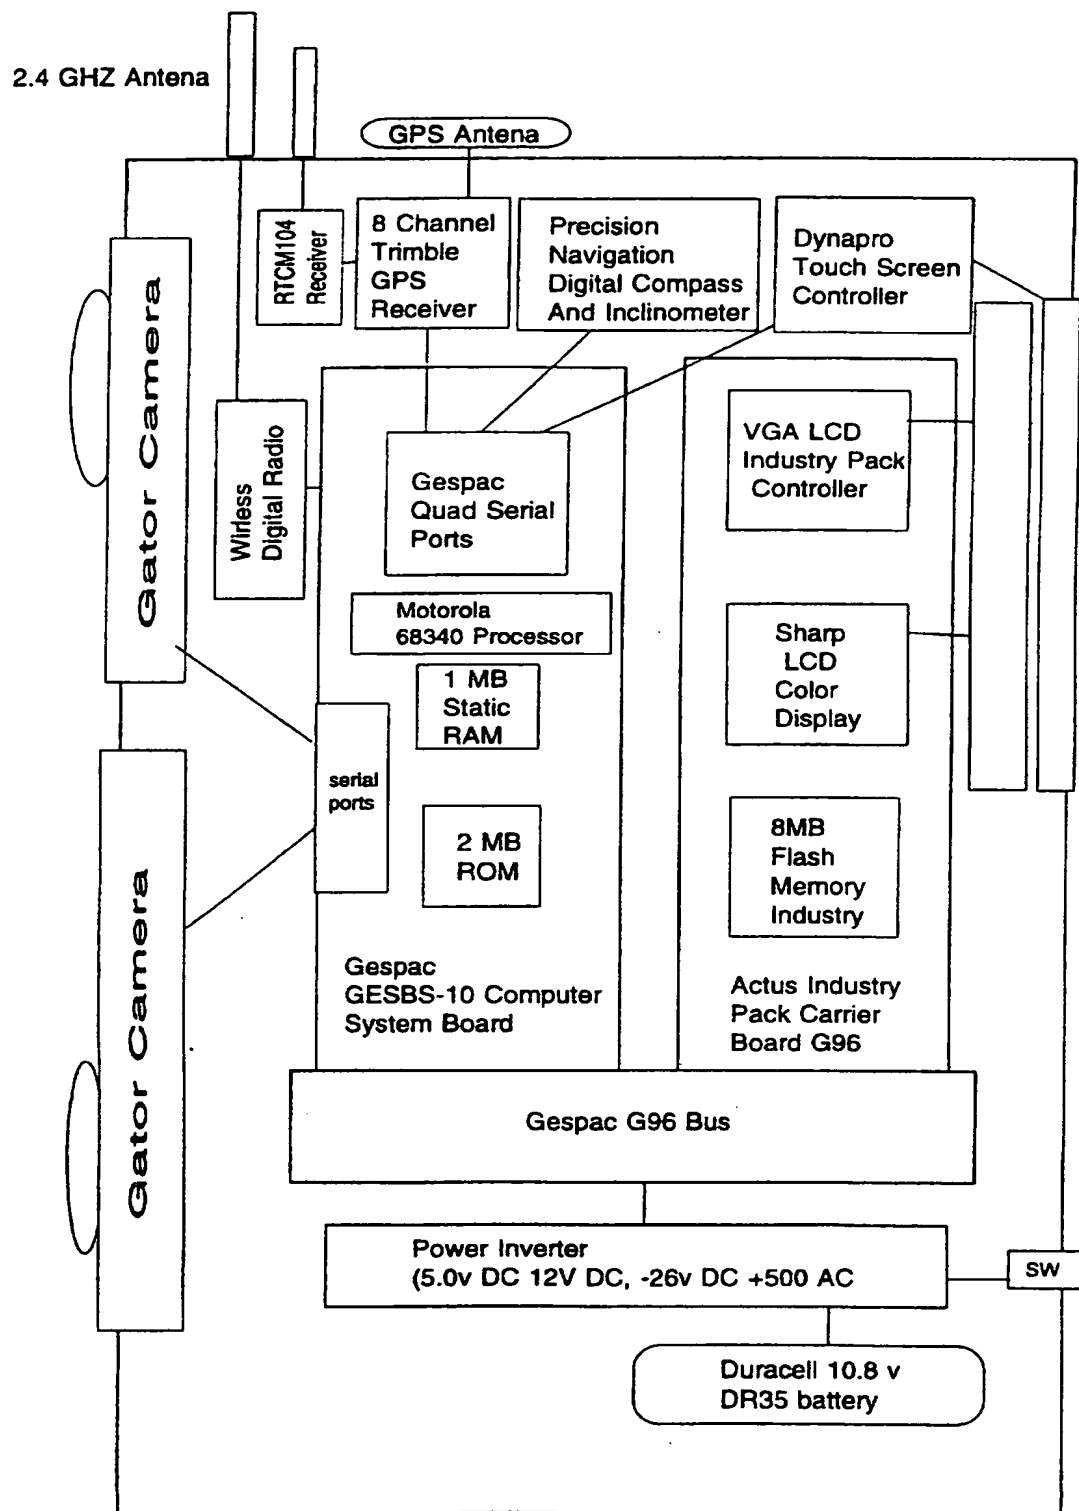 2.4 GHZ Antena
GPS Antena
RTCM104
Receiver
8 Channel
Trimble
GPS
Receiver
Precision
Navigation
Digital Compass
And Inclinometer
Dynapro
Touch Screen
Controller
Gator Camera
Wirless
Digital Radio
Gespac
Quad Serial
Ports
VGA LCD
Industry Pack
Controller
Motorola
68340 Processor
1 MB
Static
RAM
Sharp
LCD
Color
Display
serial
ports
2 MB
ROM
8MB
Flash
Memory
Industry
Gator Camera
Gespac
GESBS-10 Computer
System Board
Actus Industry
Pack Carrier
Board G96
Gespac G96 Bus
Power Inverter
(5.0v DC 12V DC, -26v DC +500 AC
SW
Duracell 10.8 v
DR35 battery